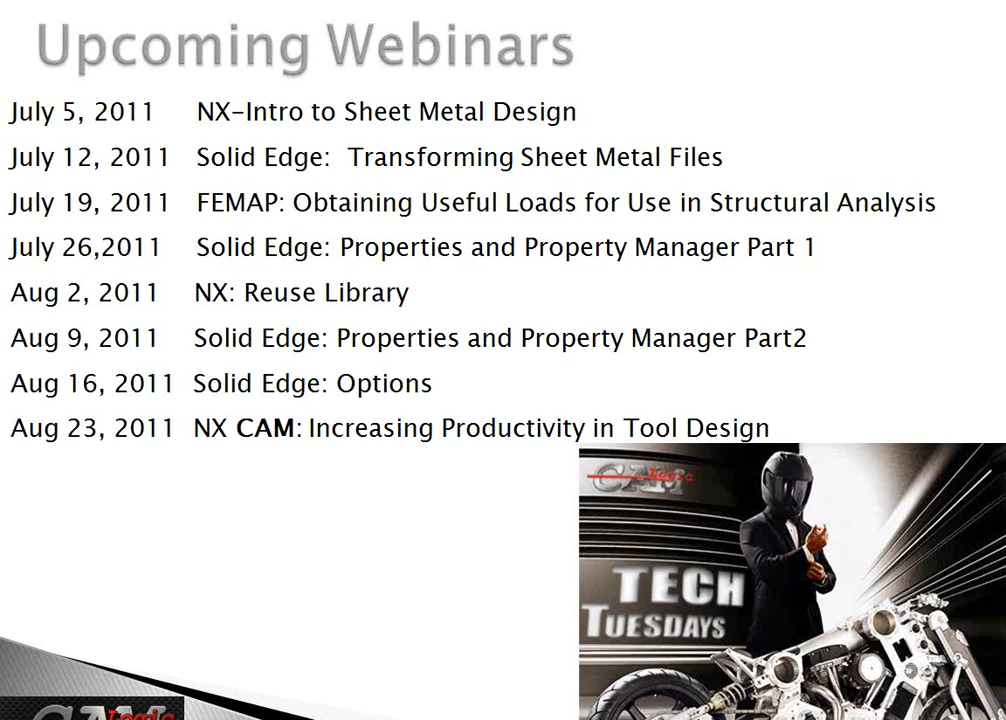 Upcoming Webinars
July 5, 2011 NX-Intro to Sheet Metal Design
July 12, 2011 Solid Edge: Transforming Sheet Metal Files
July 19, 2011 FEMAP: Obtaining Useful Loads for Use in Structural Analysis
July 26,2011 Solid Edge: Properties and Property Manager Part 1
Aug 2, 2011 NX: Reuse Library
Aug 9, 2011 Solid Edge: Properties and Property Manager Part2
Aug 16, 2011 Solid Edge: Options
Aug 23, 2011 NX CAM: Increasing Productivity in Tool Design
CAM Logic
TECH
TUESDAYS
CAM Logic